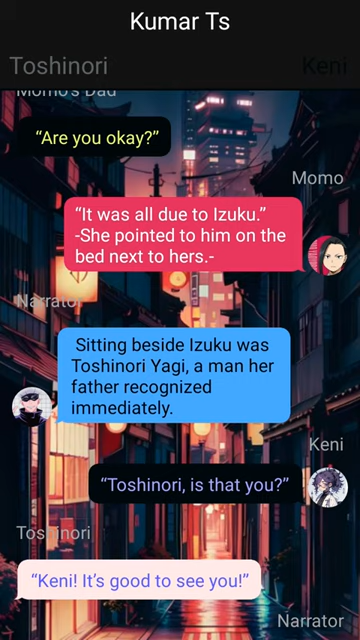 Kumar Ts
Toshinori
Keni
Momo's Dad
“Are you okay?”
Momo
“It was all due to Izuku.”
-She pointed to him on the
bed next to hers.-
Narrator
Sitting beside Izuku was
Toshinori Yagi, a man her
father recognized
immediately.
Keni
“Toshinori, is that you?”
Toshinori
“Keni! It’s good to see you!”
Narrator